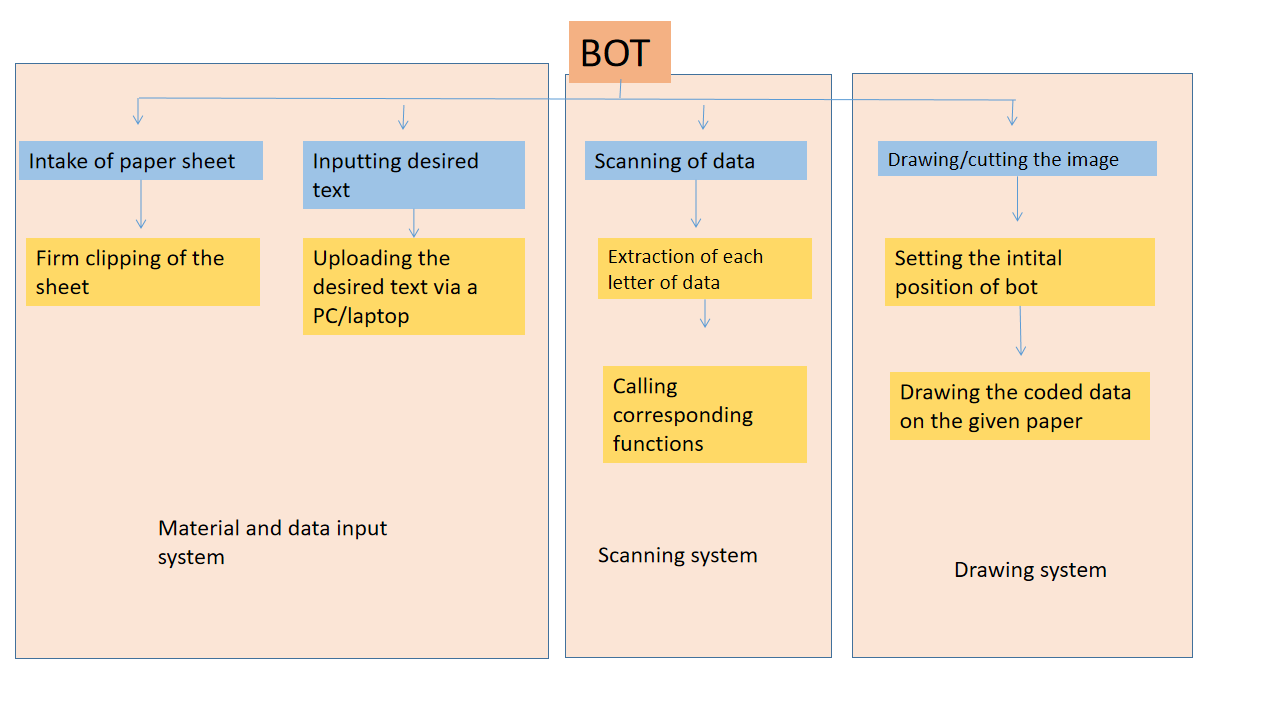 BOT
Intake of paper sheet
Firm clipping of the
sheet
Inputting desired
text
Uploading the
desired text via a
PC/laptop
Material and data input
system
Scanning of data
Extraction of each
letter of data
Calling
corresponding
functions
Scanning system
Drawing/cutting the image
Setting the intital
position of bot
Drawing the coded data
on the given paper
Drawing system